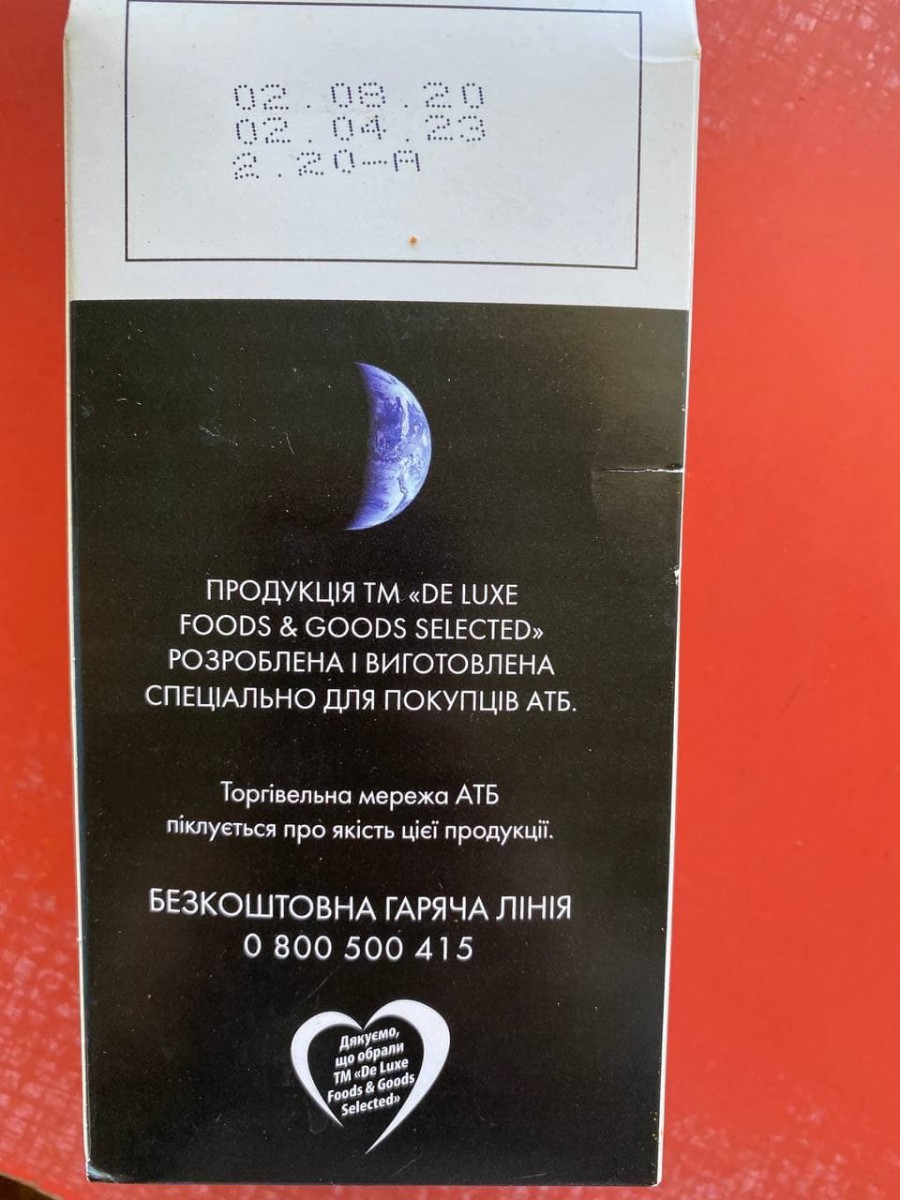 02.08.20
02.04.23
2.20-A
ПРОДУКЦІЯ ТМ «DE LUXE
FOODS & GOODS SELECTED»
РОЗРОБЛЕНА І ВИГОТОВЛЕНА
СПЕЦІАЛЬНО ДЛЯ ПОКУПЦІВ АТБ.
Торгівельна мережа АТБ
піклується про якість цієї продукції.
БЕЗКОШТОВНА ГАРЯЧА ЛІНІЯ
0 800 500 415
Дякуємо,
що обрали
ТМ «De Luxe
Foods & Goods
Selected»